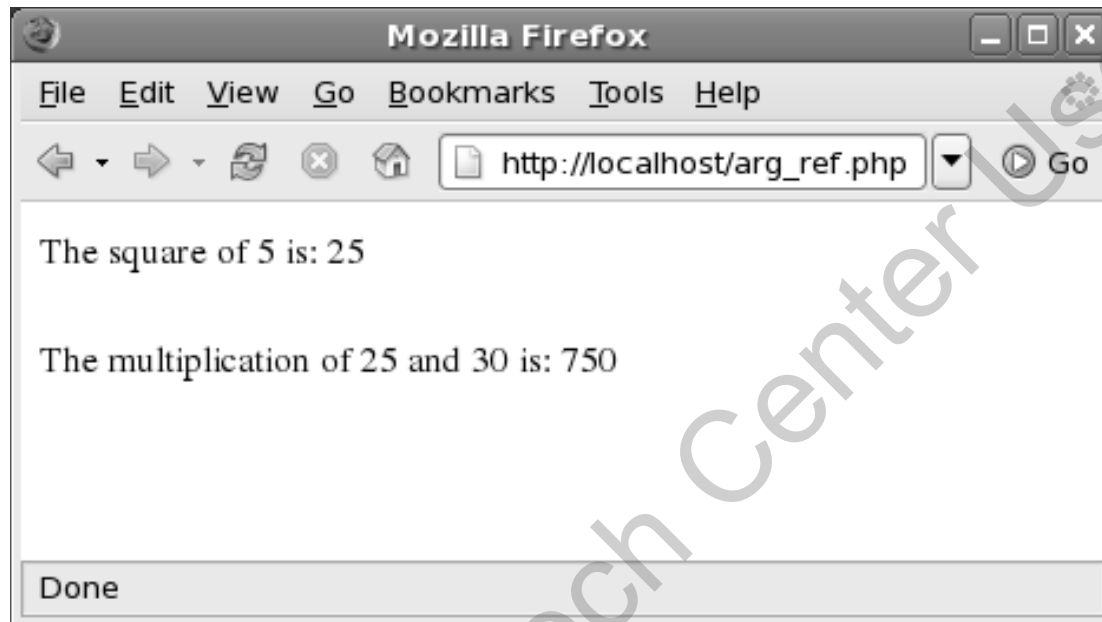 Mozilla Firefox
File Edit View Go Bookmarks Tools Help
http://localhost/arg_ref.php Go
The square of 5 is: 25
The multiplication of 25 and 30 is: 750
Done
Center